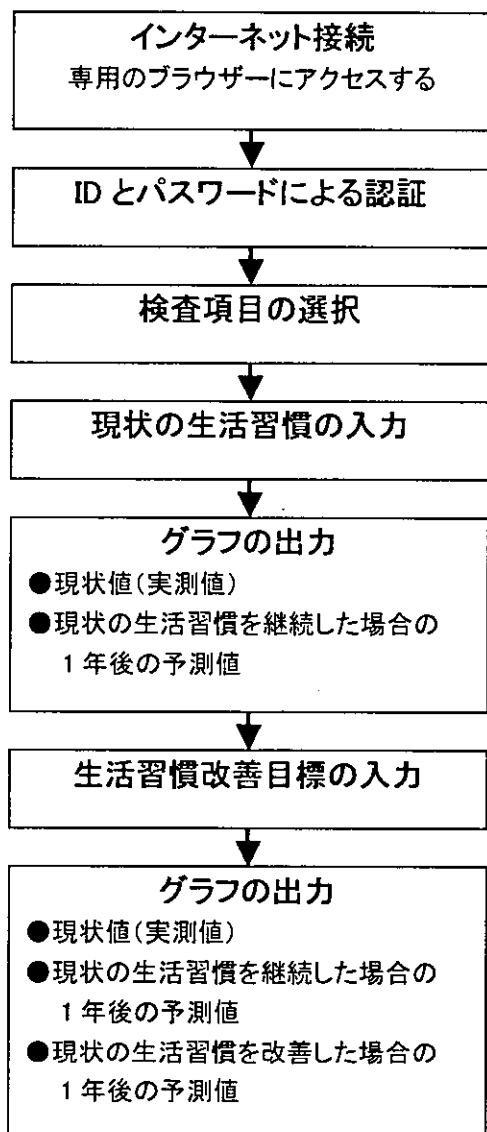 インターネット接続
専用のブラウザーにアクセスする
IDとパスワードによる認証
検査項目の選択
現状の生活習慣の入力
グラフの出力
●現状値(実測値)
●現状の生活習慣を継続した場合の
1年後の予測値
生活習慣改善目標の入力
グラフの出力
●現状値(実測値)
●現状の生活習慣を継続した場合の
1年後の予測値
●現状の生活習慣を改善した場合の
1年後の予測値